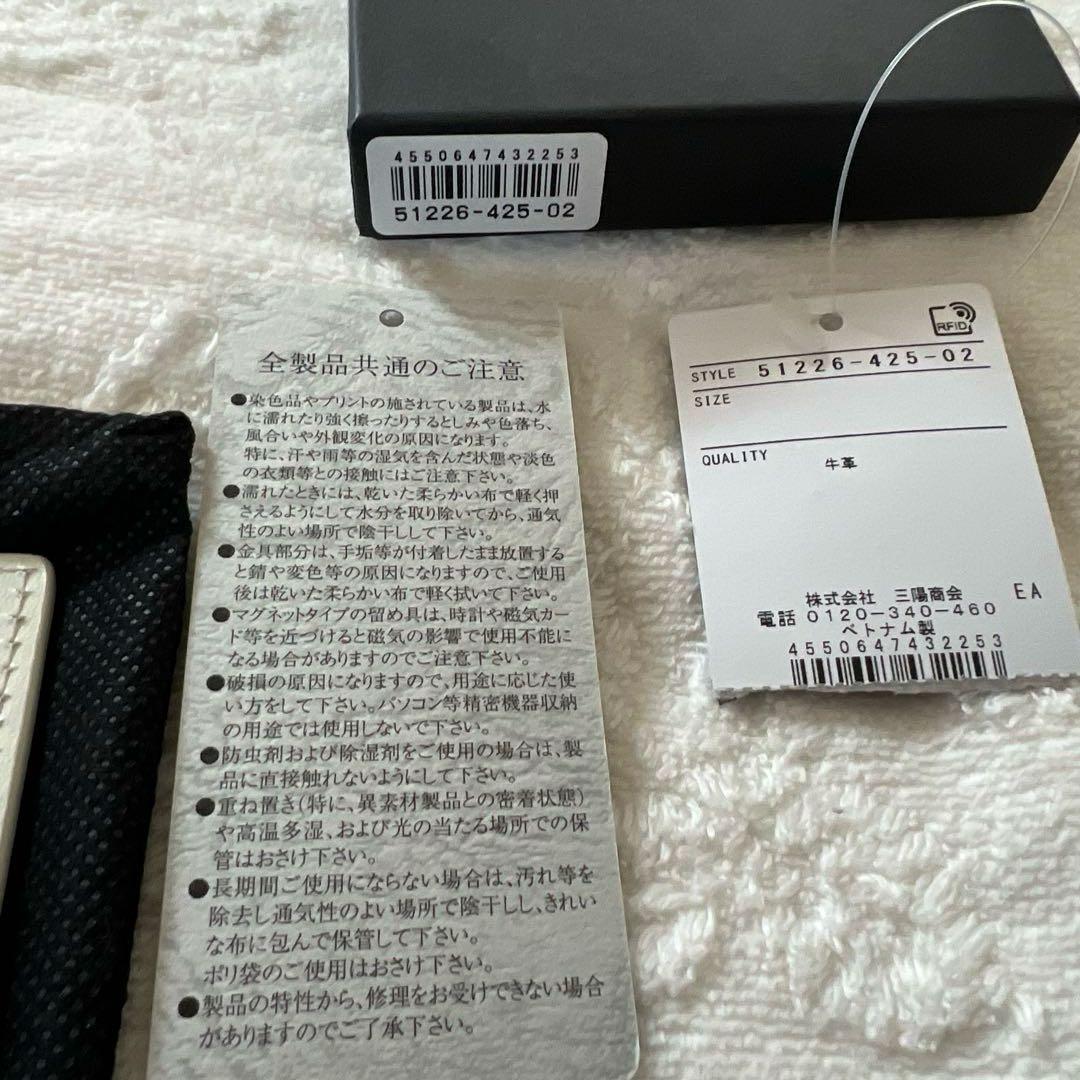 4550647432253
51226-425-02
全製品共通のご注意
●染色品やプリントの施されている製品は、水
に濡れたり強く擦ったりするとしみや色落ち、
風合いや外観変化の原因になります。
特に、汗や雨等の湿気を含んだ状態や淡色
の衣類等との接触にはご注意下さい。
●濡れたときには、乾いた柔らかい布で軽く押
さえるようにして水分を取り除いてから、通気
性のよい場所で陰干しして下さい。
●金具部分は、手垢等が付着したまま放置する
と錆や変色等の原因になりますので、ご使用
後は乾いた柔らかい布で軽く拭いて下さい。
●マグネットタイプの留め具は、時計や磁気カー
ド等を近づけると磁気の影響で使用不能に
なる場合がありますのでご注意下さい。
●破損の原因になりますので、用途に応じた使
い方をして下さい。パソコン等精密機器収納
の用途では使用しないで下さい。
●防虫剤および除湿剤をご使用の場合は、製
品に直接触れないようにして下さい。
●重ね置き(特に、異素材製品との密着状態)
や高温多湿、および光の当たる場所での保
管はおさけ下さい。
●長期間ご使用にならない場合は、汚れ等を
除去し通気性のよい場所で陰干しし、きれい
な布に包んで保管して下さい。
ポリ袋のご使用はおさけ下さい。
●製品の特性から、修理をお受けできない場合
がありますのでご了承下さい。
RFID
STYLE 51226-425-02
SIZE
QUALITY 牛革
株式会社 三陽商会 EA
電話 0120-340-460
ベトナム製
4550647432253